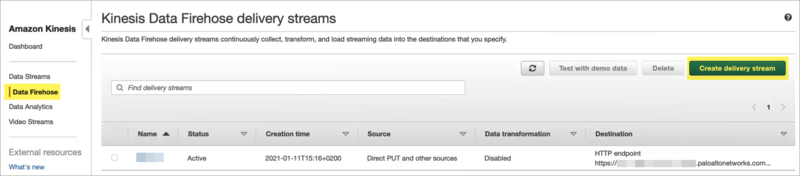 Amazon Kinesis
Dashboard
Data Streams
Data Firehose
Data Analytics
Video Streams
External resources
What's new
Kinesis Data Firehose delivery streams
Kinesis Data Firehose delivery streams continuously collect, transform, and load streaming data into the destinations that you specify.
Test with demo data Delete Create delivery stream
Find delivery streams
1
Name Status Creation time Source Data transformation Destination
Active 2021-01-11T15:16+0200 Direct PUT and other sources Disabled HTTP endpoint
https:// .paloaltonetworks.com...